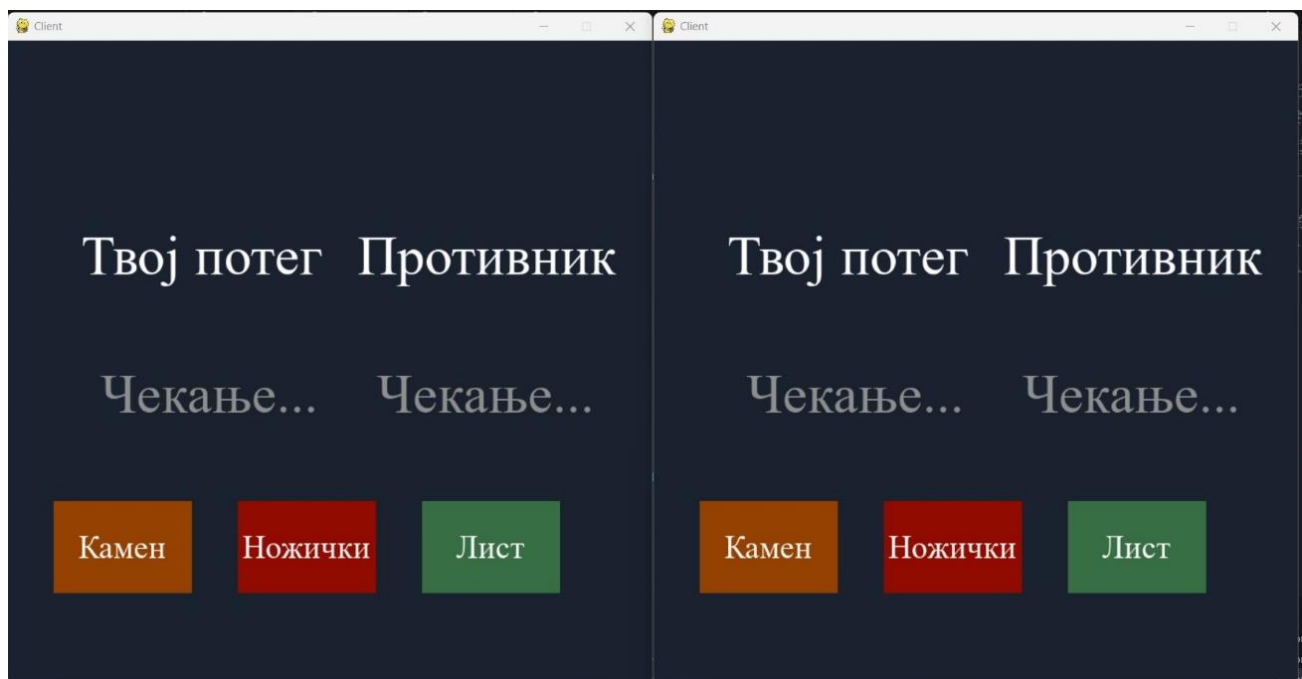 Client
Client
Твој потег Противник
Твој потег Противник
Чекање... Чекање...
Чекање... Чекање...
Камен Ножички Лист
Камен Ножички Лист